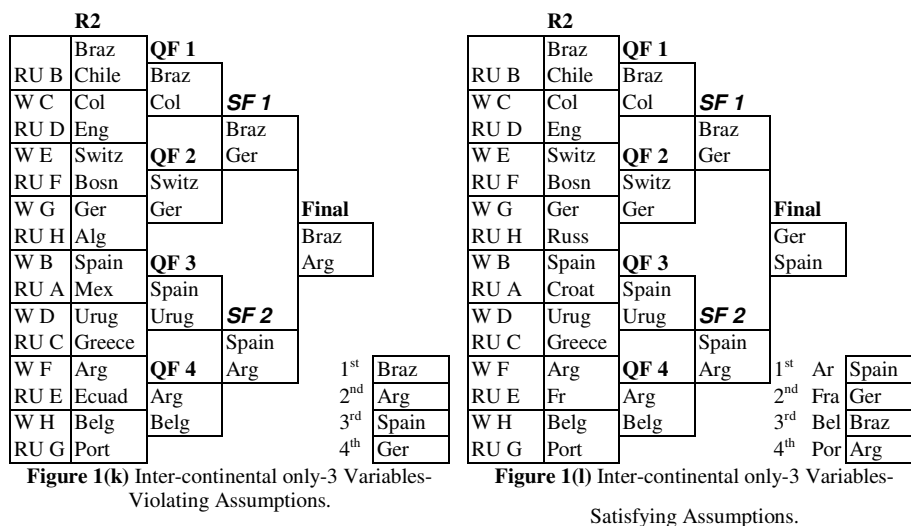 R2
Braz QF 1
RU B Chile Braz
W C Col Col SF 1
RU D Eng Braz
W E Switz QF 2 Ger
RU F Bosn Switz
W G Ger Ger Final
RU H Alg Braz
W B Spain QF 3 Arg
RU A Mex Spain
W D Urug Urug SF 2
RU C Greece Spain
W F Arg QF 4 Arg 1st Braz
RU E Ecuad Arg 2nd Arg
W H Belg Belg 3rd Spain
RU G Port 4th Ger
Figure 1(k) Inter-continental only-3 Variables-
Violating Assumptions.
R2
Braz QF 1
RU B Chile Braz
W C Col Col SF 1
RU D Eng Braz
W E Switz QF 2 Ger
RU F Bosn Switz
W G Ger Ger Final
RU H Russ Ger
W B Spain QF 3 Spain
RU A Croat Spain
W D Urug Urug SF 2
RU C Greece Spain
W F Arg QF 4 Arg 1st Ar Spain
RU E Fr Arg 2nd Fra Ger
W H Belg Belg 3rd Bel Braz
RU G Port 4th Por Arg
Figure 1(l) Inter-continental only-3 Variables-
Satisfying Assumptions.